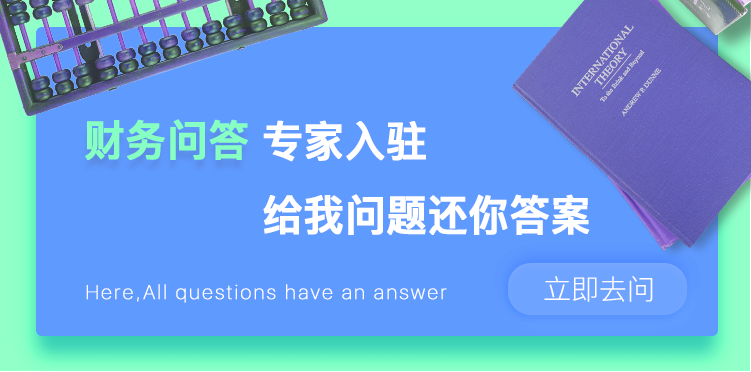 INTERNATIONAL
THEORY
To the Brink and Beyond
ANDREW P. DUNNE
财务问答 专家入驻
给我问题还你答案
Here,All questions have an answer
立即去问